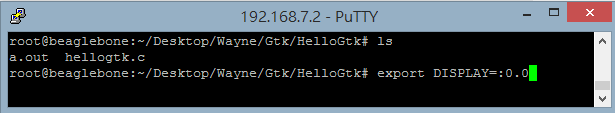 192.168.7.2 - PuTTY
root@beaglebone:~/Desktop/Wayne/Gtk/HelloGtk# ls
a.out  hellogtk.c
root@beaglebone:~/Desktop/Wayne/Gtk/HelloGtk# export DISPLAY=:0.0